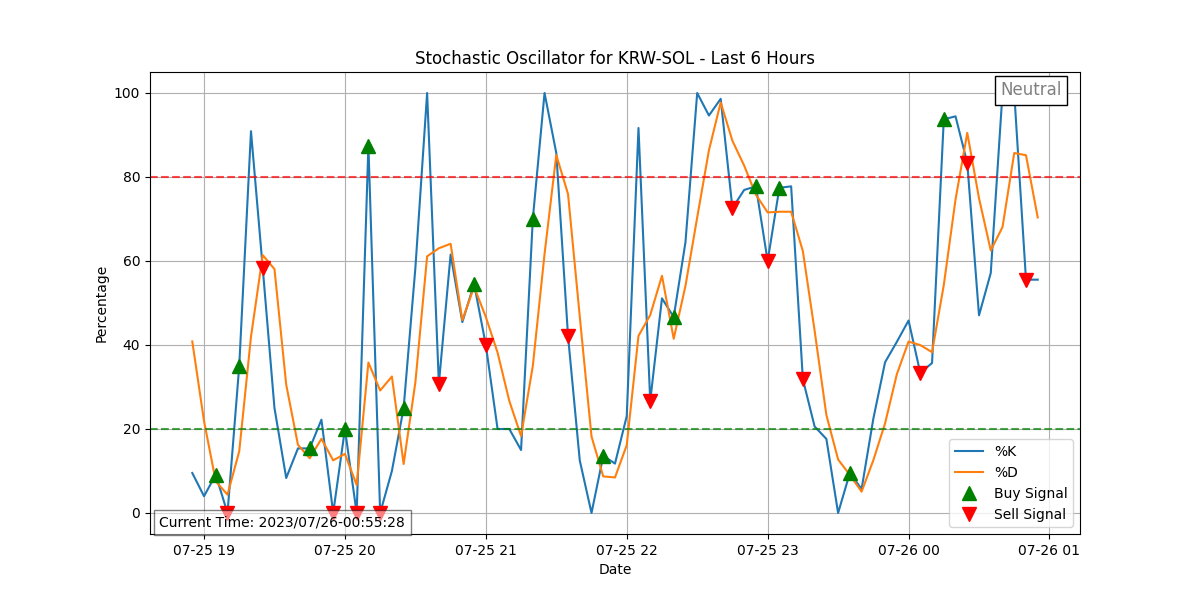 Stochastic Oscillator for KRW-SOL - Last 6 Hours
Neutral
100
80
60
40
20
0
Percentage
%K
%D
Buy Signal
Sell Signal
Current Time: 2023/07/26-00:55:28
07-25 19
07-25 20
07-25 21
07-25 22
07-25 23
07-26 00
07-26 01
Date